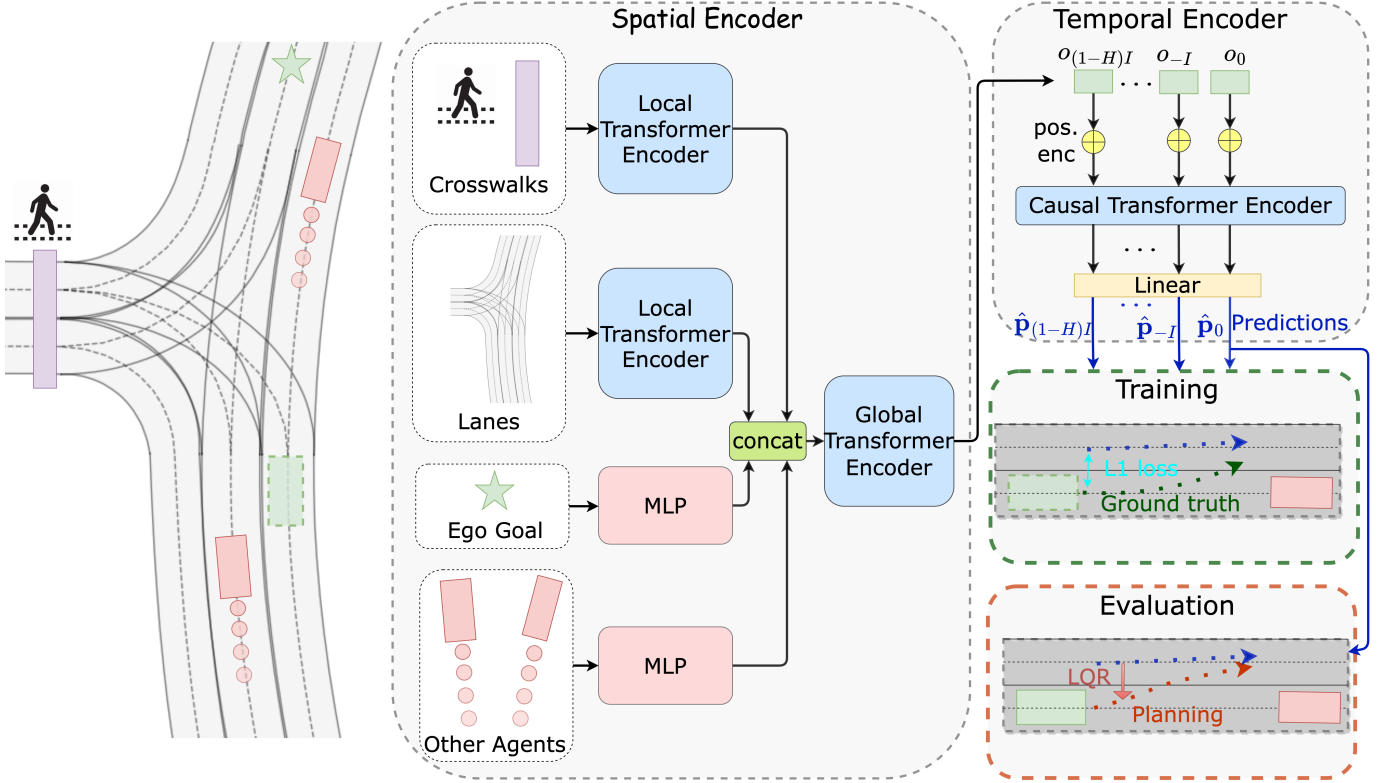 Spatial Encoder
Crosswalks
Local
Transformer
Encoder
Lanes
Local
Transformer
Encoder
Ego Goal
MLP
Other Agents
MLP
concat
Global
Transformer
Encoder
Temporal Encoder
o_{(1-H)I} ... o_{-I} o_0
pos.
enc
Causal Transformer Encoder
...
Linear
...
p̂_{(1-H)I} p̂_{-I} p̂_0 Predictions
Training
L1 loss
Ground truth
Evaluation
LQR
Planning